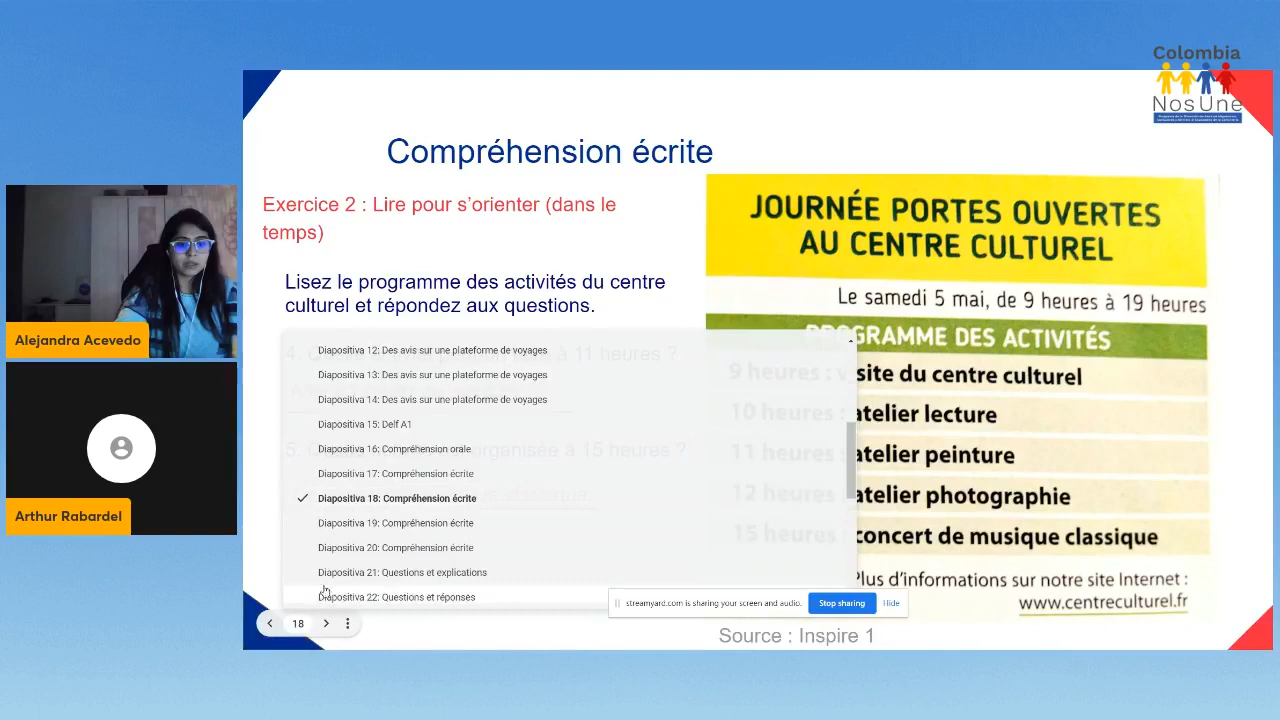 Colombia
NosUne
Compréhension écrite
Exercice 2 : Lire pour s'orienter (dans le
temps)
Lisez le programme des activités du centre
culturel et répondez aux questions.
à 11 heures ?
organisée à 15 heures ?
Diapositiva 12: Des avis sur une plateforme de voyages
Diapositiva 13: Des avis sur une plateforme de voyages
Diapositiva 14: Des avis sur une plateforme de voyages
Diapositiva 15: Delf A1
Diapositiva 16: Compréhension orale
Diapositiva 17: Compréhension écrite
Diapositiva 18: Compréhension écrite
Diapositiva 19: Compréhension écrite
Diapositiva 20: Compréhension écrite
Diapositiva 21: Questions et explications
Diapositiva 22: Questions et réponses
18
JOURNÉE PORTES OUVERTES
AU CENTRE CULTUREL
Le samedi 5 mai, de 9 heures à 19 heures
PROGRAMME DES ACTIVITÉS
9 heures : visite du centre culturel
10 heures : atelier lecture
11 heures : atelier peinture
12 heures : atelier photographie
15 heures : concert de musique classique
Plus d'informations sur notre site Internet :
www.centreculturel.fr
streamyard.com is sharing your screen and audio.
Stop sharing
Hide
Source : Inspire 1
Alejandra Acevedo
Arthur Rabardel